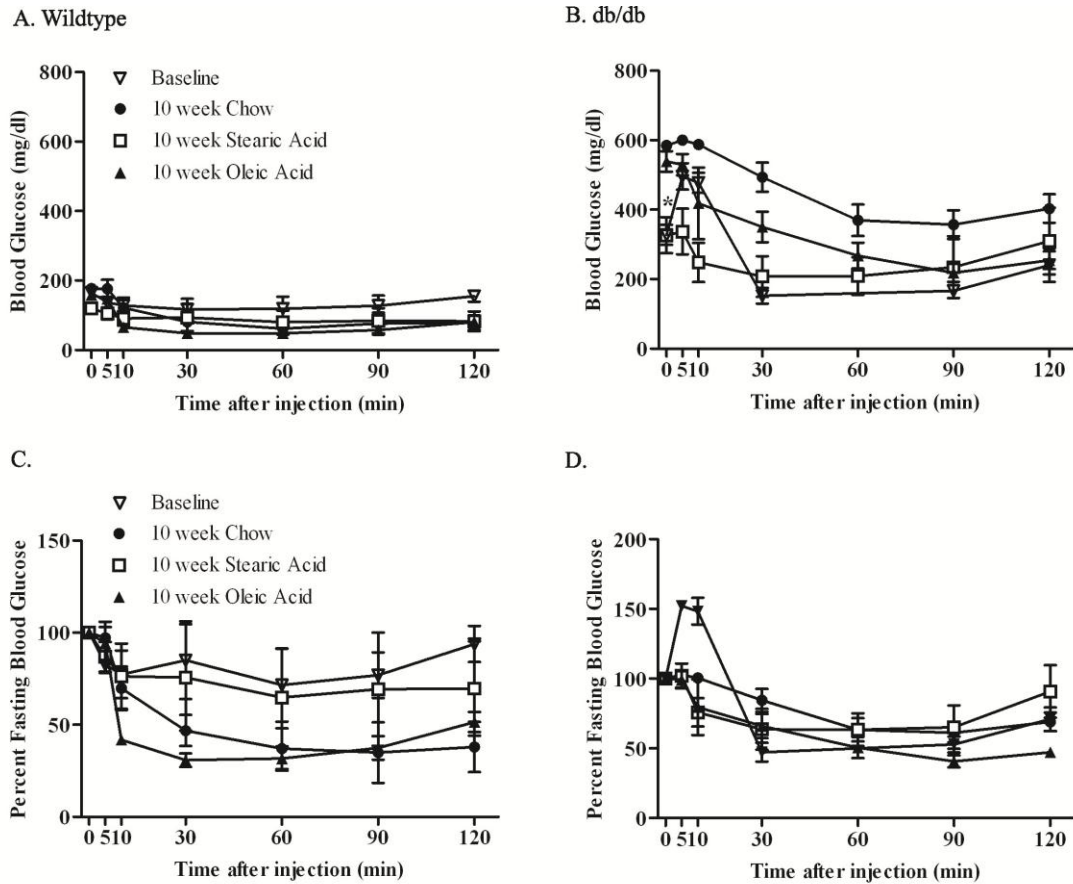 A. Wildtype
800
600
400
200
0
Blood Glucose (mg/dl)
Baseline
10 week Chow
10 week Stearic Acid
10 week Oleic Acid
0 5 10 30 60 90 120
Time after injection (min)
B. db/db
800
600
400
200
0
Blood Glucose (mg/dl)
*
0 5 10 30 60 90 120
Time after injection (min)
C.
150
100
50
0
Percent Fasting Blood Glucose
Baseline
10 week Chow
10 week Stearic Acid
10 week Oleic Acid
0 5 10 30 60 90 120
Time after injection (min)
D.
200
150
100
50
0
Percent Fasting Blood Glucose
0 5 10 30 60 90 120
Time after injection (min)